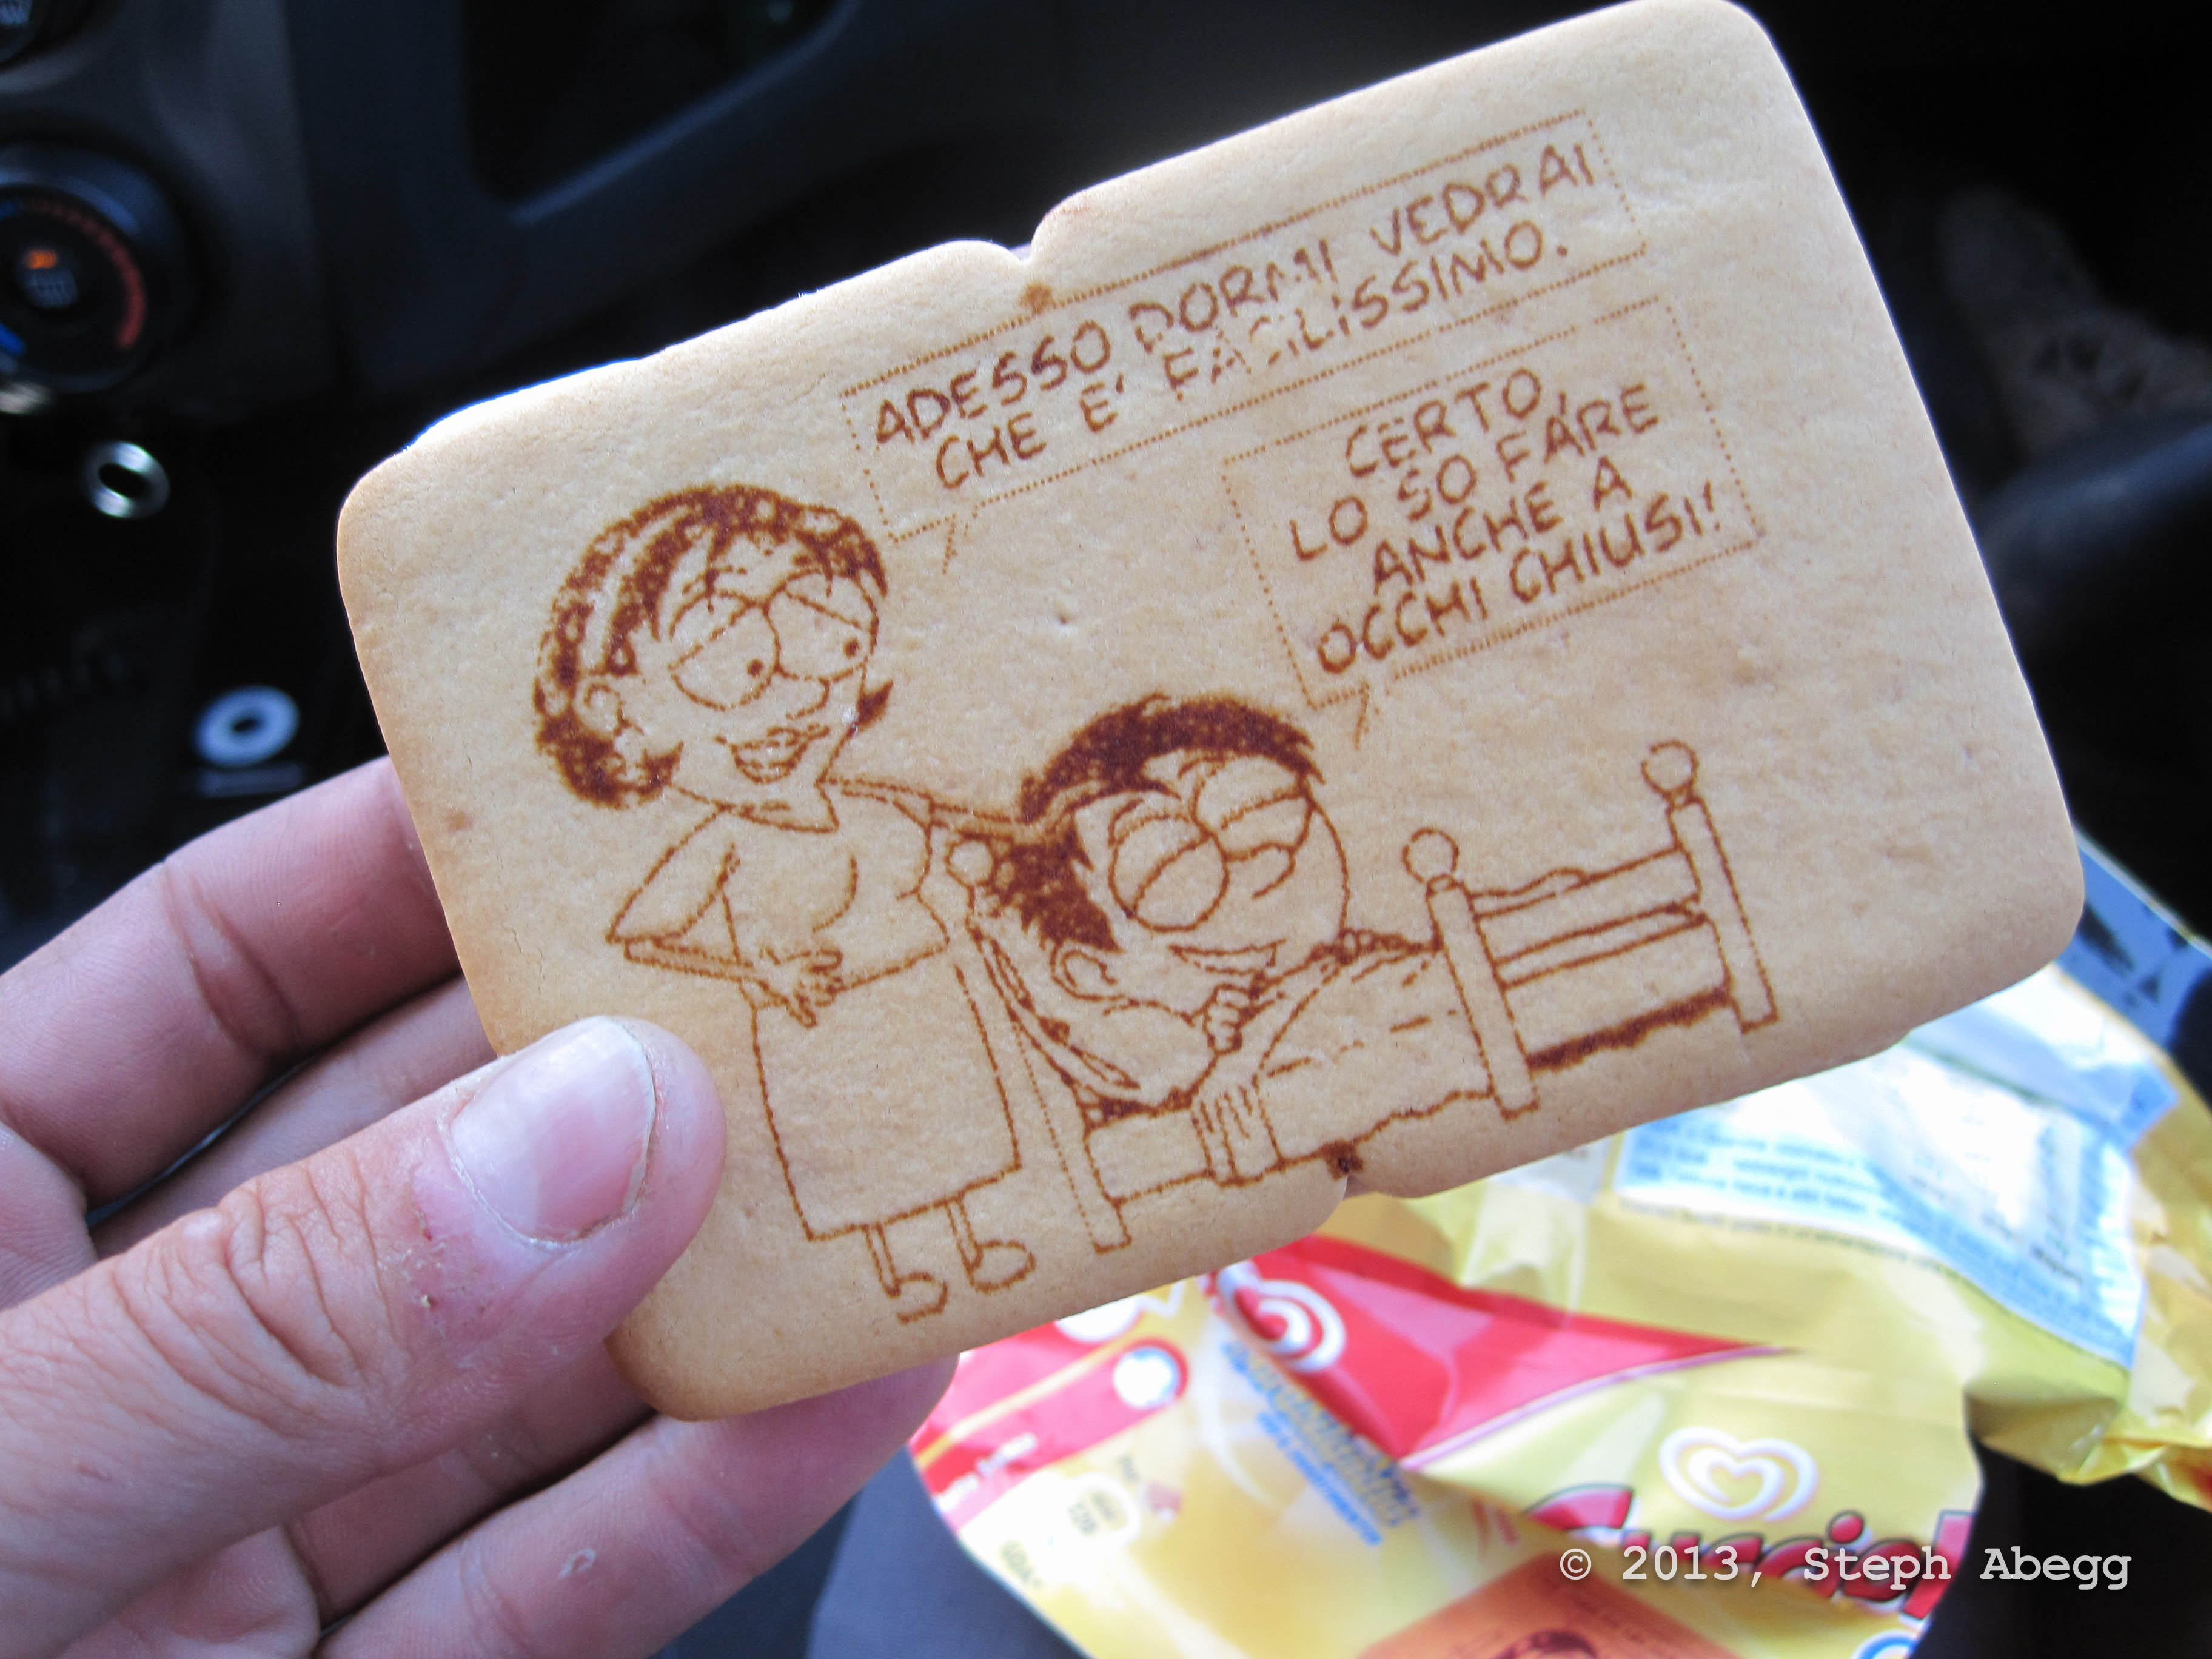 ADESSO DORMI VEDRAI
CHE E' FACILISSIMO.
CERTO,
LO SO FARE
ANCHE A
OCCHI CHIUSI!
© 2013, Steph Abegg